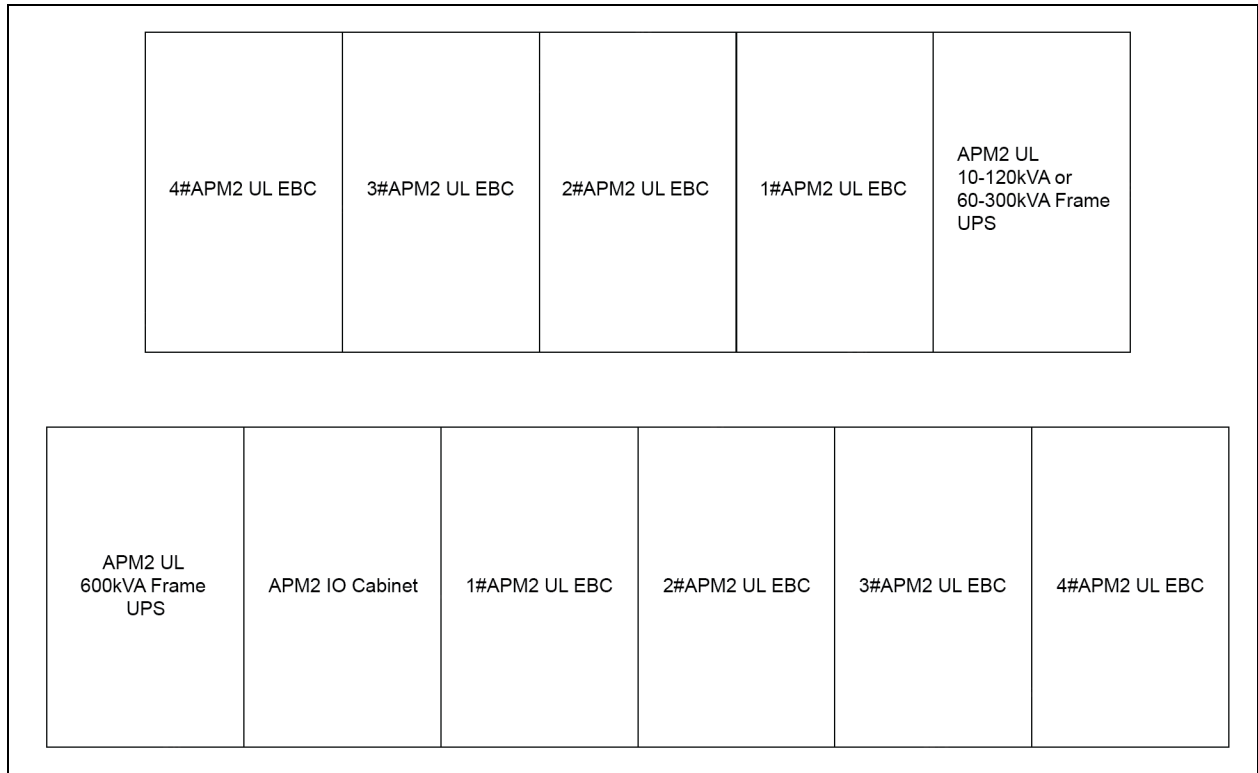 4#APM2 UL EBC
3#APM2 UL EBC
2#APM2 UL EBC
1#APM2 UL EBC
APM2 UL
10-120kVA or
60-300kVA Frame
UPS
APM2 UL
600kVA Frame
UPS
APM2 IO Cabinet
1#APM2 UL EBC
2#APM2 UL EBC
3#APM2 UL EBC
4#APM2 UL EBC